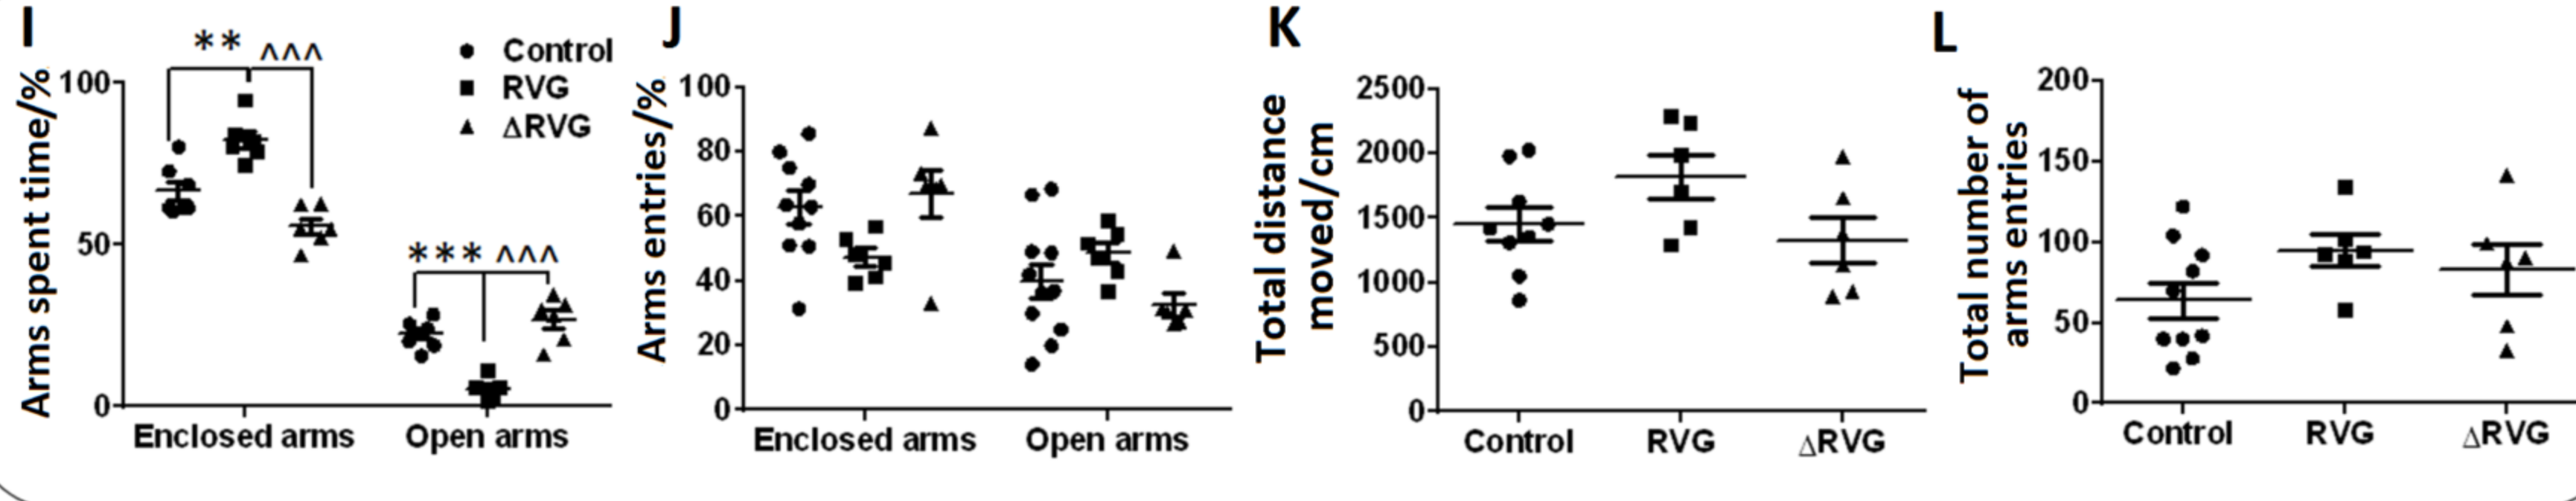 I
Arms spent time/%
100
50
0
** ^^^
*** ^^^
Control
RVG
ΔRVG
Enclosed arms
Open arms
J
Arms entries/%
100
80
60
40
20
0
Enclosed arms
Open arms
K
Total distance
moved/cm
2500
2000
1500
1000
500
0
Control
RVG
ΔRVG
L
Total number of
arms entries
200
150
100
50
0
Control
RVG
ΔRVG